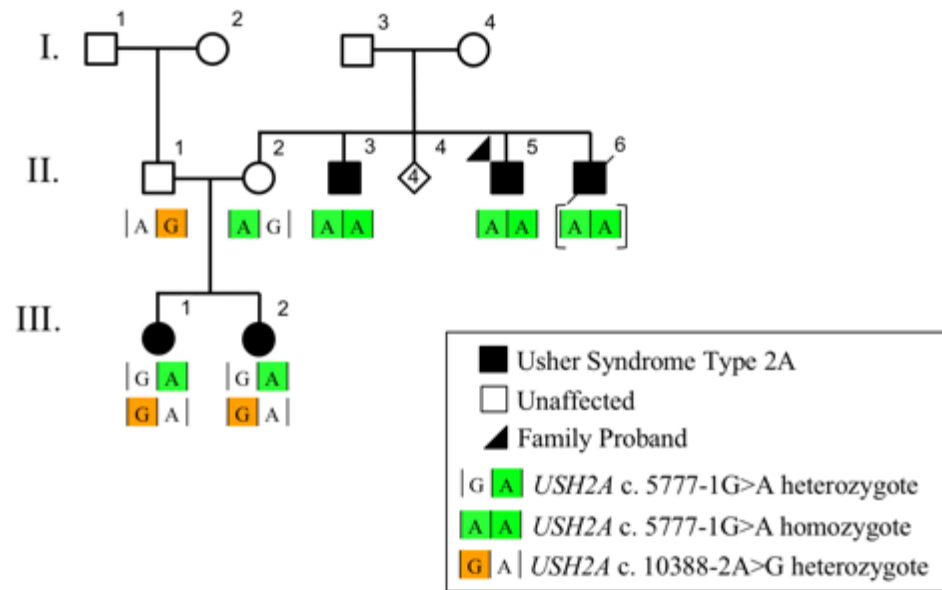 1 2 3 4
I.
1 2 3 4 5 6
II.
4
A G A G A A A A A A
1 2
III.
G A G A
G A G A
Usher Syndrome Type 2A
Unaffected
Family Proband
G A USH2A c. 5777-1G>A heterozygote
A A USH2A c. 5777-1G>A homozygote
G A USH2A c. 10388-2A>G heterozygote